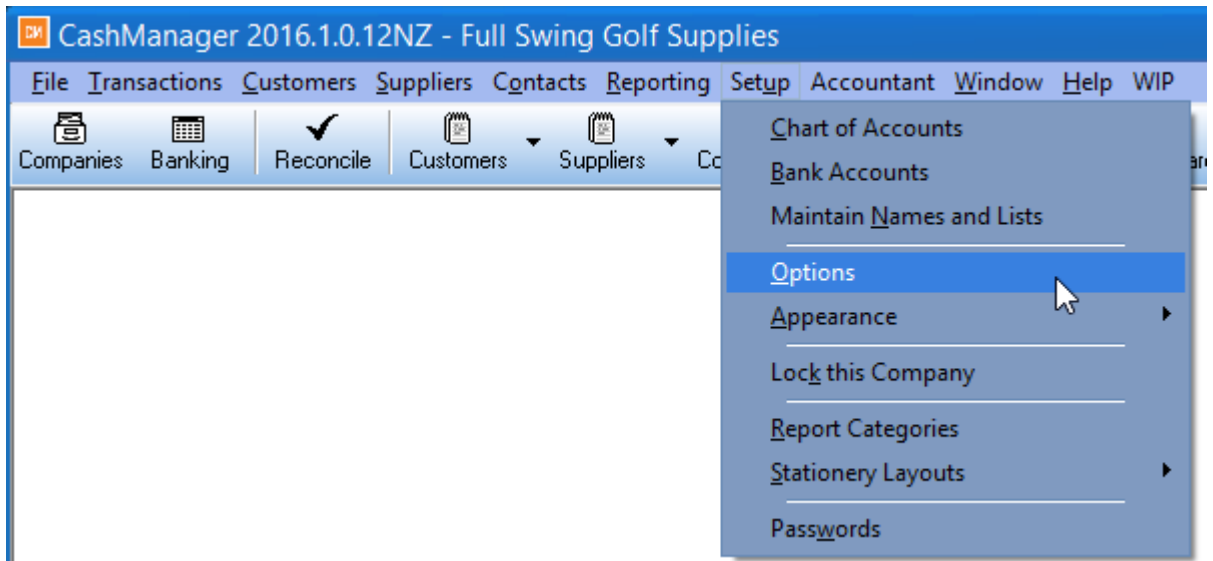 CM CashManager 2016.1.0.12NZ - Full Swing Golf Supplies
File Transactions Customers Suppliers Contacts Reporting Setup Accountant Window Help WIP
Companies Banking Reconcile Customers Suppliers
Chart of Accounts
Bank Accounts
Maintain Names and Lists
Options
Appearance
Lock this Company
Report Categories
Stationery Layouts
Passwords